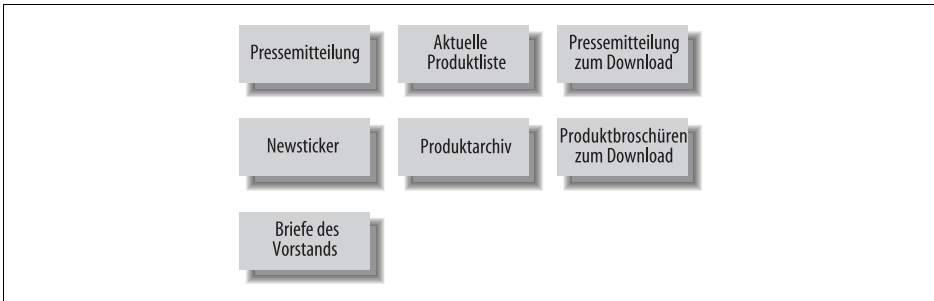 Pressemitteilung
Aktuelle
Produktliste
Pressemitteilung
zum Download
Newsticker
Produktarchiv
Produktbroschüren
zum Download
Briefe des
Vorstands